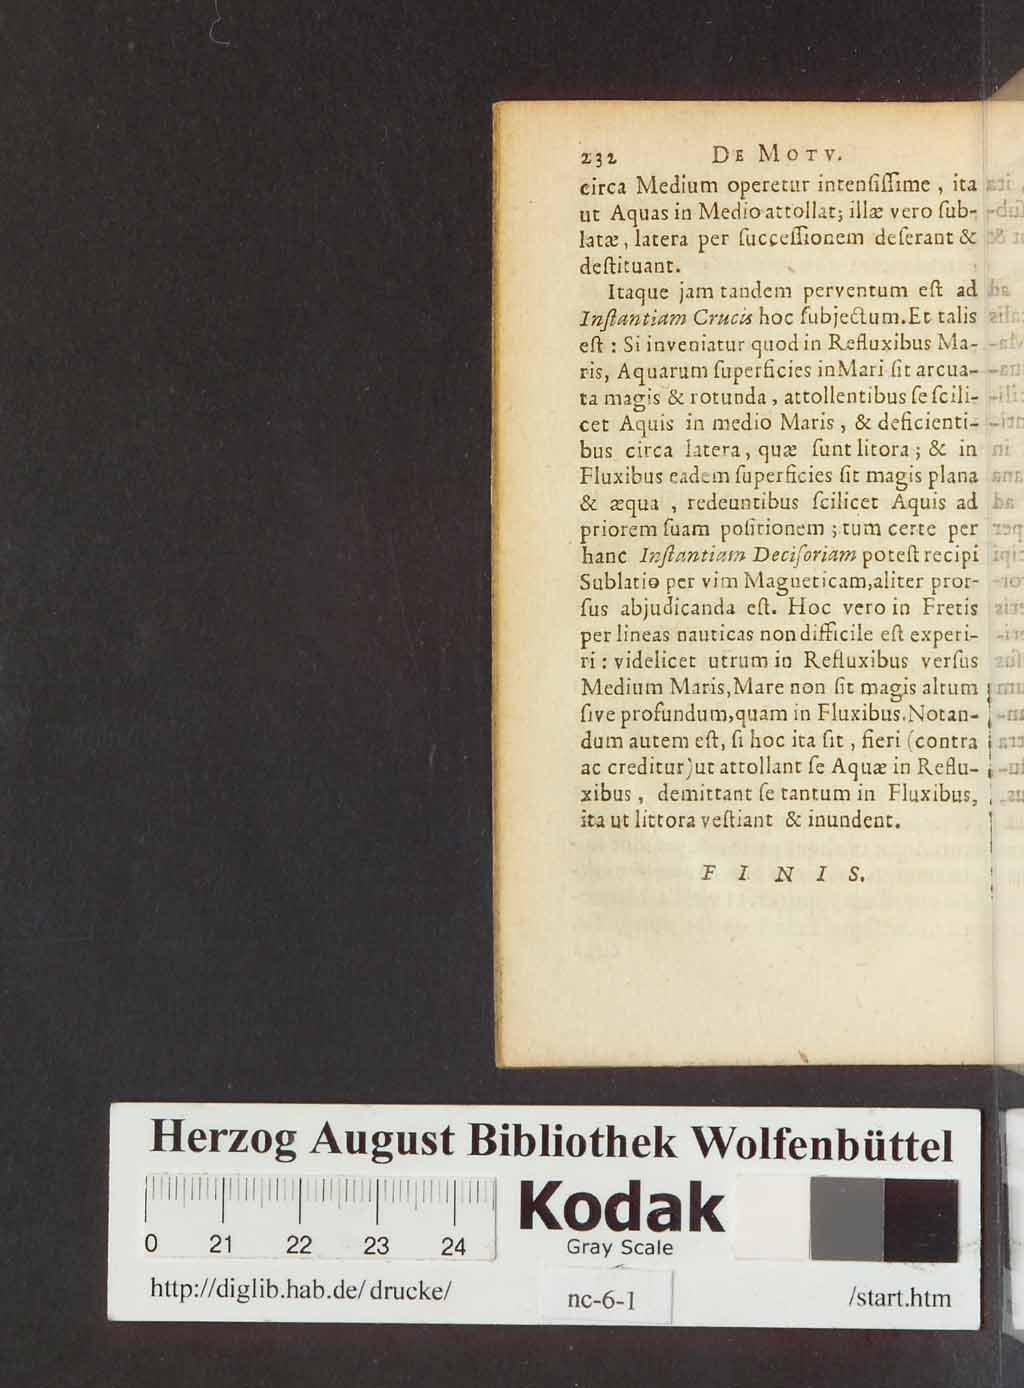 232 DE MOTV.
circa Medium operetur intenſiſſime , ita
ut Aquas in Medio attollat; illæ vero ſub-
latæ , latera per ſucceſſionem deſerant &
deſtituant.
Itaque jam tandem perventum eſt ad
Inſtantiam Crucis hoc ſubjectum.Et talis
eſt : Si inveniatur quod in Refluxibus Ma-
ris, Aquarum ſuperficies inMari ſit arcua-
ta magis & rotunda , attollentibus ſe ſcili-
cet Aquis in medio Maris , & deficienti-
bus circa latera, quæ ſunt litora ; & in
Fluxibus eadem ſuperficies ſit magis plana
& æqua , redeuntibus ſcilicet Aquis ad
priorem ſuam poſitionem ; tum certe per
hanc Inſtantiam Deciſoriam poteſt recipi
Sublatio per vim Magneticam,aliter pror-
ſus abjudicanda eſt. Hoc vero in Fretis
per lineas nauticas non difficile eſt experi-
ri : videlicet utrum in Refluxibus verſus
Medium Maris,Mare non ſit magis altum
ſive profundum,quam in Fluxibus.Notan-
dum autem eſt, ſi hoc ita ſit , fieri (contra
ac creditur)ut attollant ſe Aquæ in Reflu-
xibus , demittant ſe tantum in Fluxibus,
ita ut littora veſtiant & inundent.
F I N I S.
Herzog August Bibliothek Wolfenbüttel
0 21 22 23 24
Kodak
Gray Scale
http://diglib.hab.de/ drucke/
nc-6-1
/start.htm